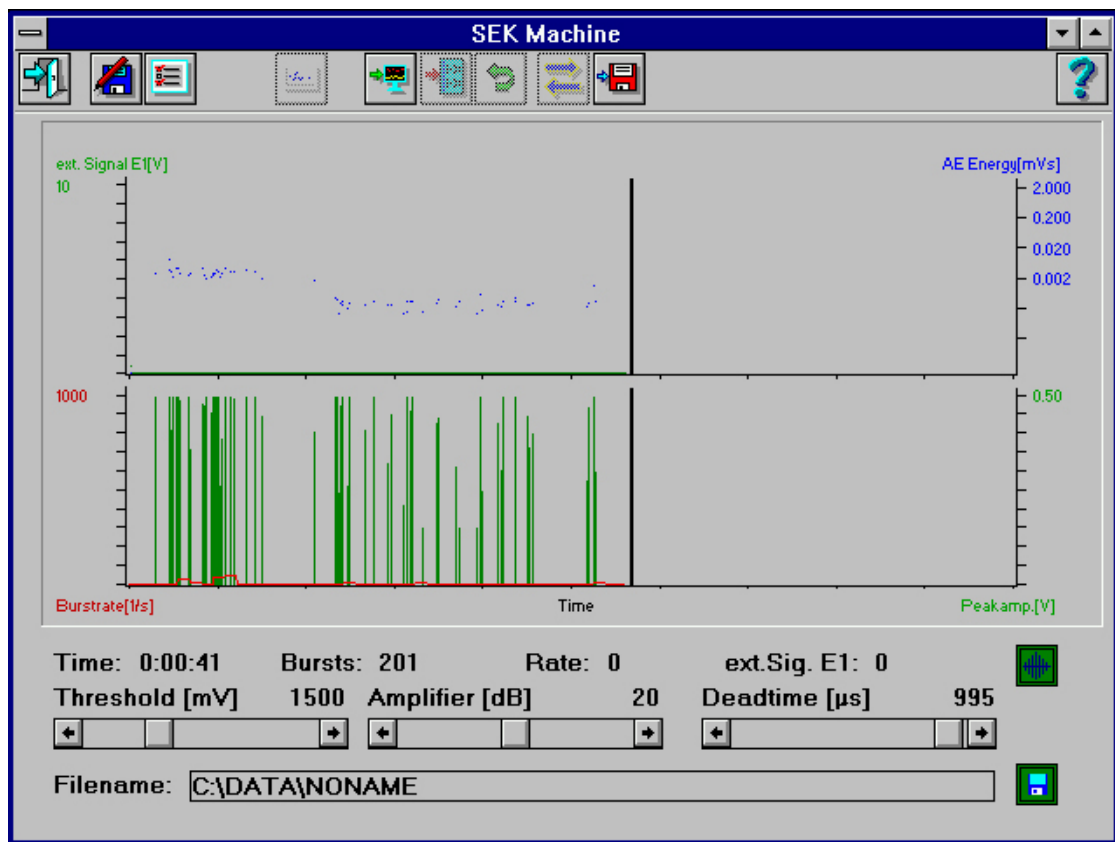 SEK Machine
ext. Signal E1[V] AE Energy[mVs]
10 2.000
0.200
0.020
0.002
1000 0.50
Burstrate[1/s] Time Peakamp.[V]
Time: 0:00:41 Bursts: 201 Rate: 0 ext.Sig. E1: 0
Threshold [mV] 1500 Amplifier [dB] 20 Deadtime [µs] 995
Filename: C:\DATA\NONAME